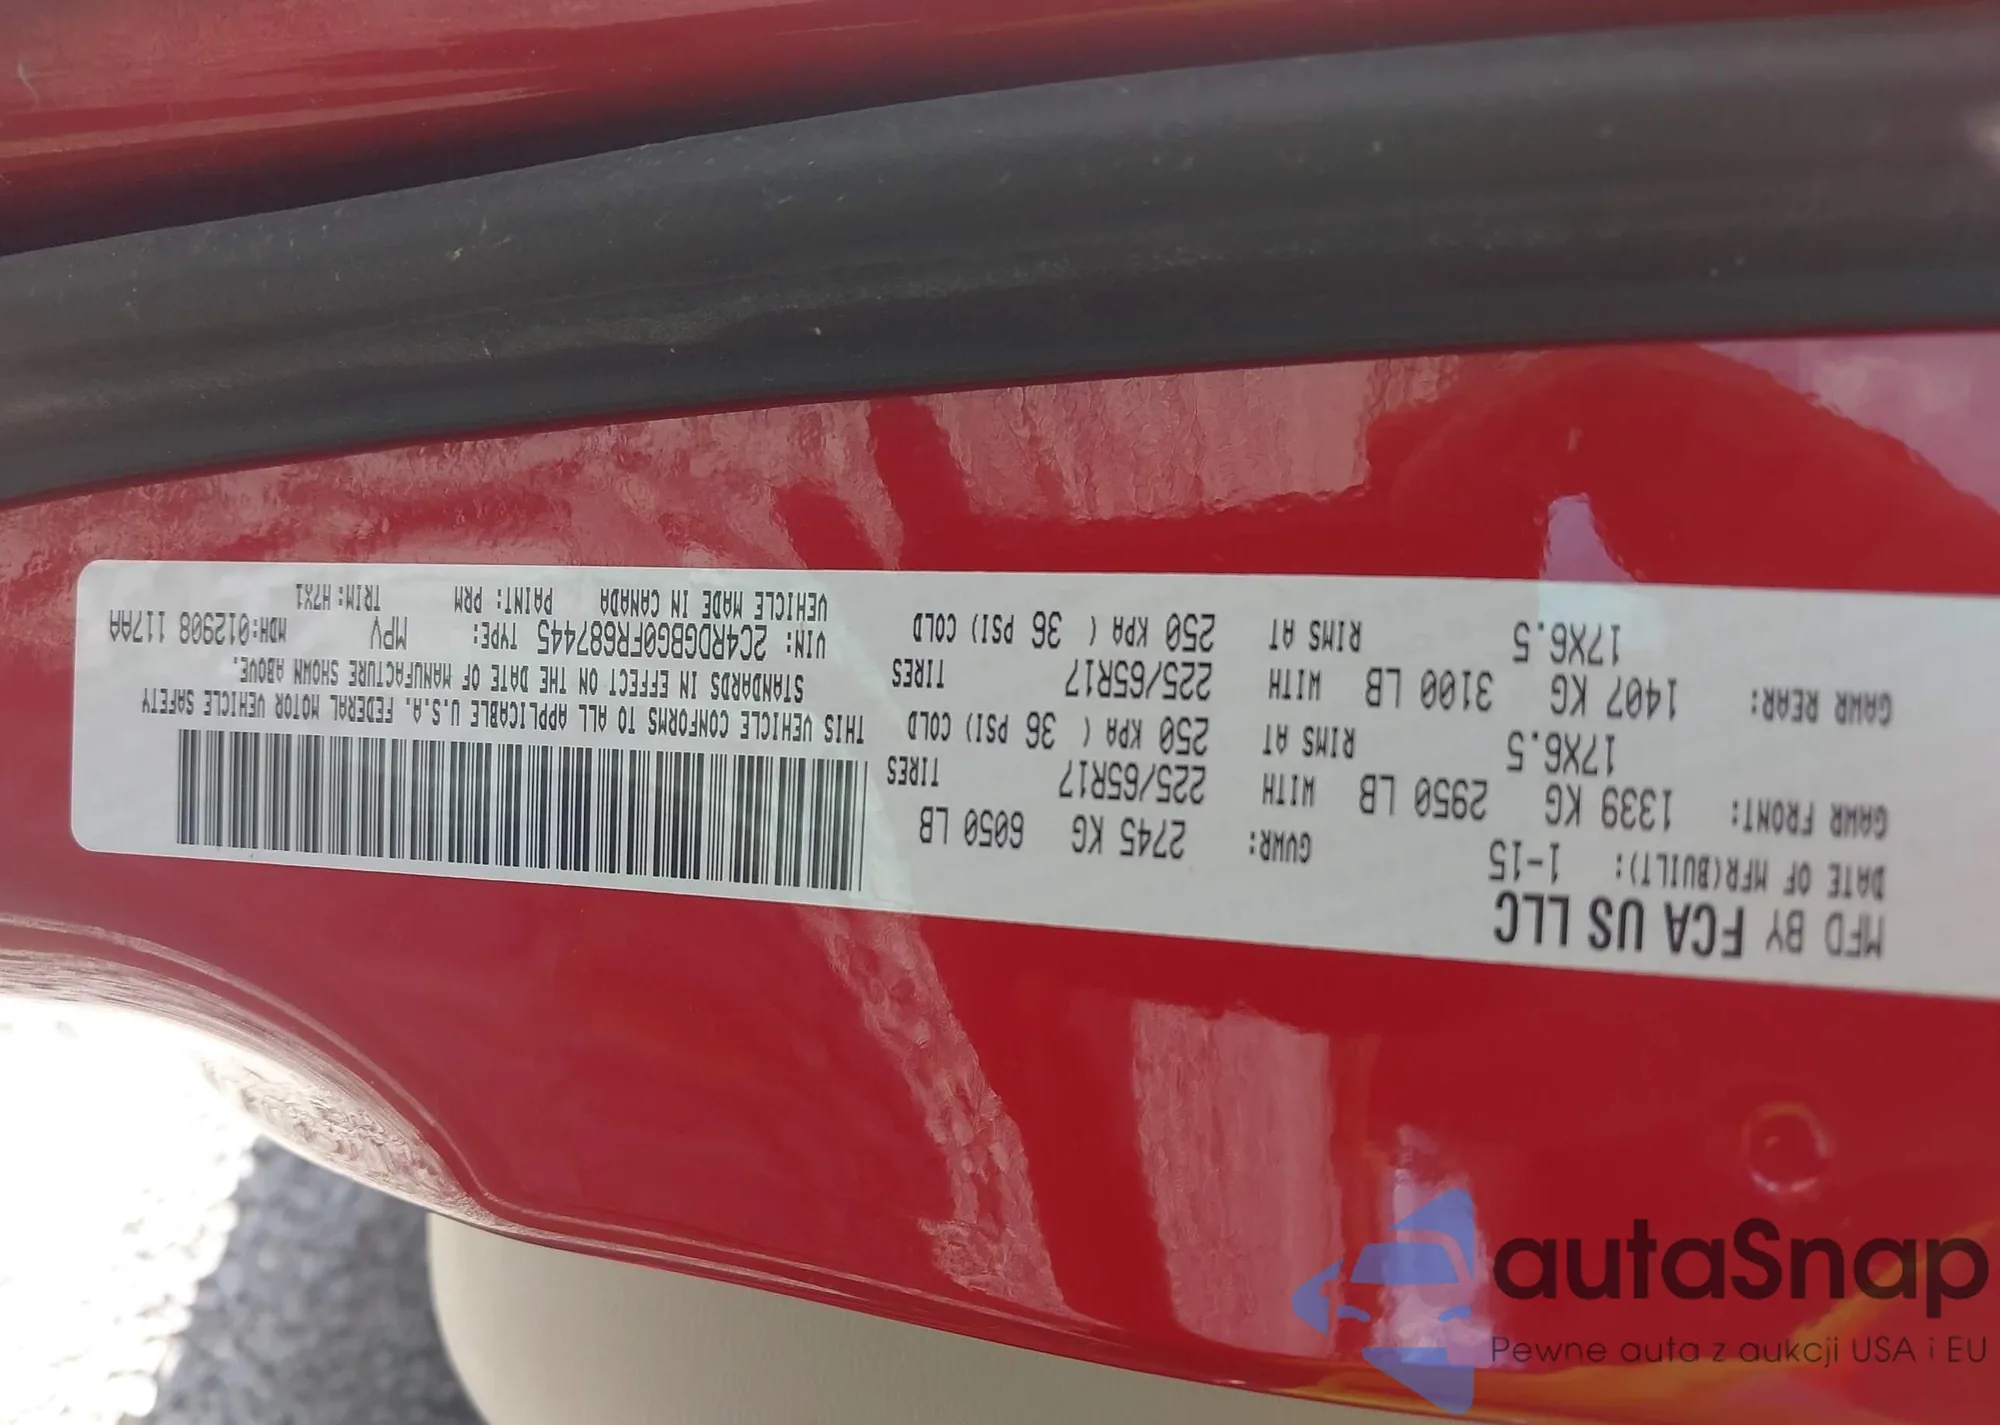 MFD BY FCA US LLC
DATE OF MFR(BUILT): 1-15 GVWR: 2745 KG 6050 LB
GAWR FRONT: 1339 KG 2950 LB WITH 225/65R17 TIRES
17X6.5 RIMS AT 250 KPA ( 36 PSI) COLD
GAWR REAR: 1407 KG 3100 LB WITH 225/65R17 TIRES
17X6.5 RIMS AT 250 KPA ( 36 PSI) COLD
THIS VEHICLE CONFORMS TO ALL APPLICABLE U.S.A. FEDERAL MOTOR VEHICLE SAFETY
STANDARDS IN EFFECT ON THE DATE OF MANUFACTURE SHOWN ABOVE.
VIN: 2C4RDGBG0FR687445 TYPE: MPV MDH:012908 117AA
VEHICLE MADE IN CANADA PAINT: PRM TRIM: H7X1
autaSnap
Pewne auta z aukcji USA i EU